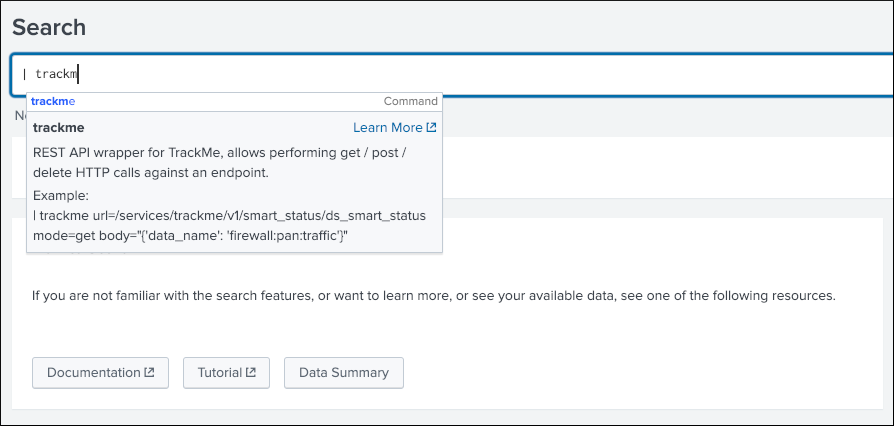 Search
| trackm
trackme Command
trackme Learn More
REST API wrapper for TrackMe, allows performing get / post /
delete HTTP calls against an endpoint.
Example:
| trackme url=/services/trackme/v1/smart_status/ds_smart_status
mode=get body="{'data_name': 'firewall:pan:traffic'}"
If you are not familiar with the search features, or want to learn more, or see your available data, see one of the following resources.
Documentation Tutorial Data Summary